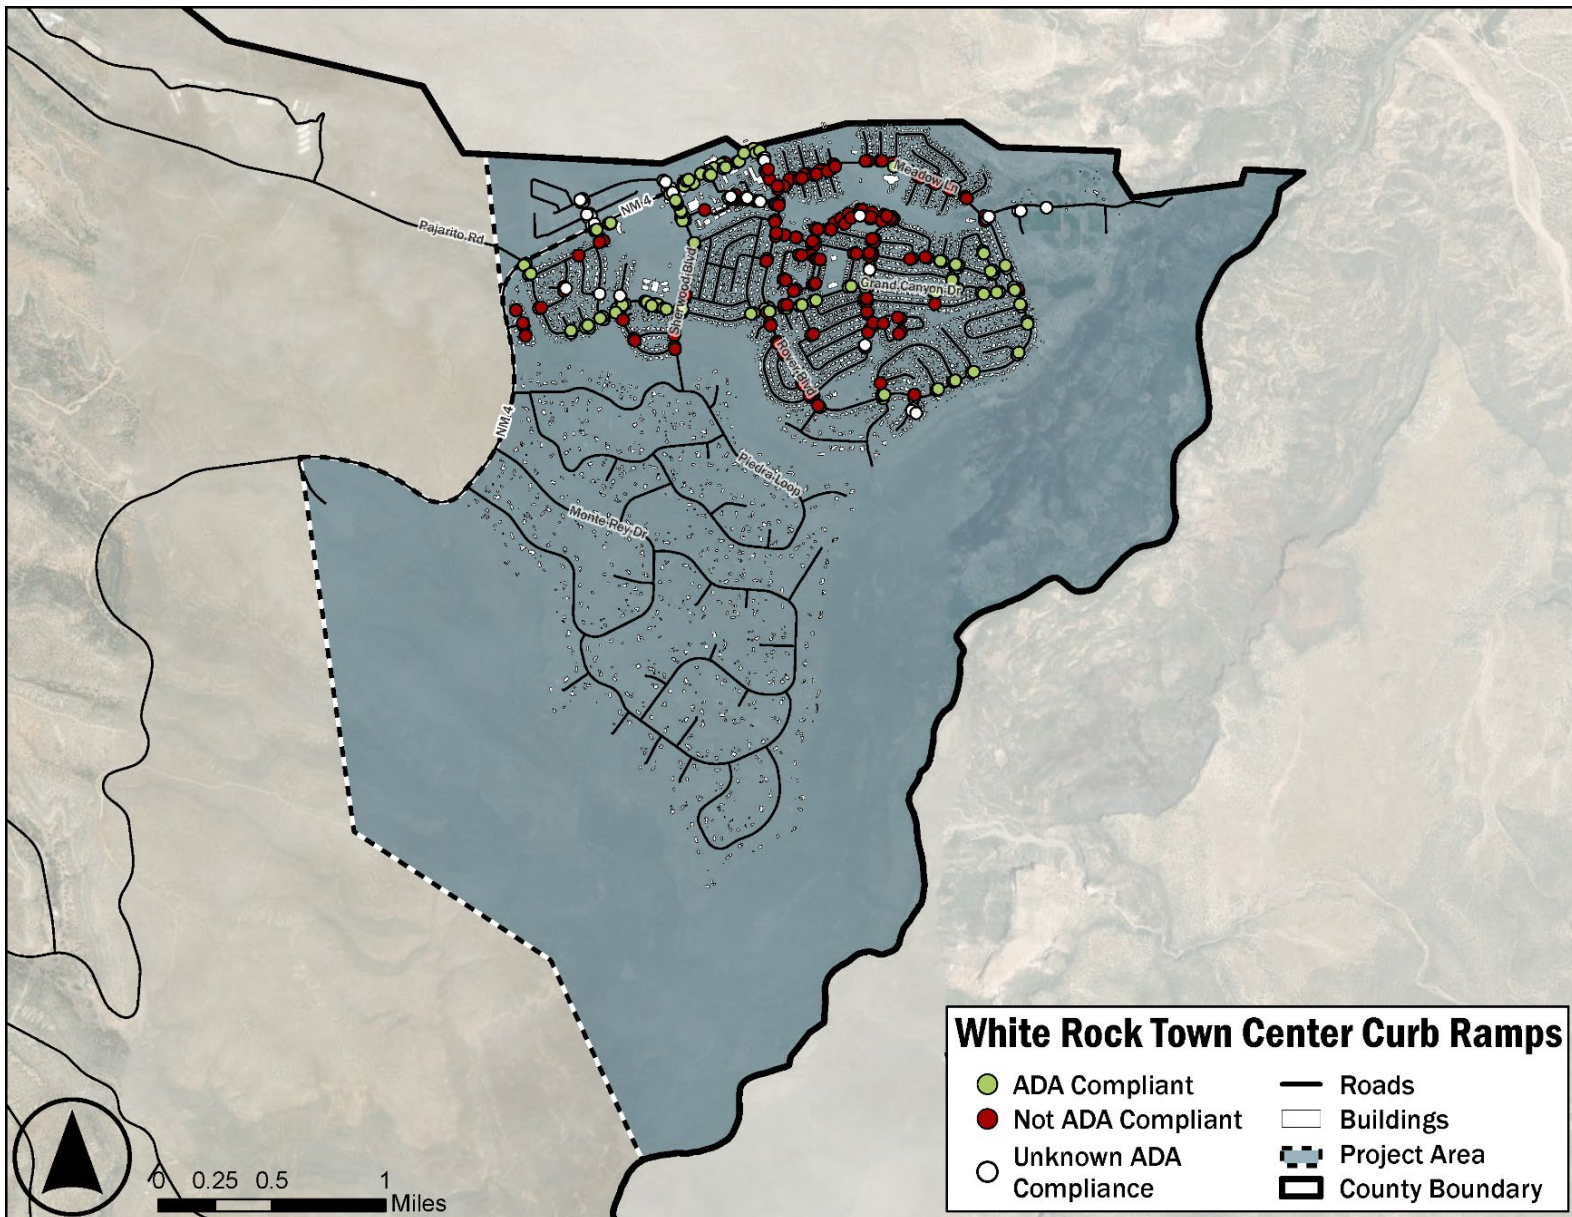 Meadow Ln
NM 4
Pajarito Rd
Sherwood Blvd
Grand Canyon Dr
Rover Blvd
NM 4
Piedra Loop
Monte Rey Dr
White Rock Town Center Curb Ramps
ADA Compliant
Not ADA Compliant
Unknown ADA
Compliance
Roads
Buildings
Project Area
County Boundary
0 0.25 0.5 1
Miles